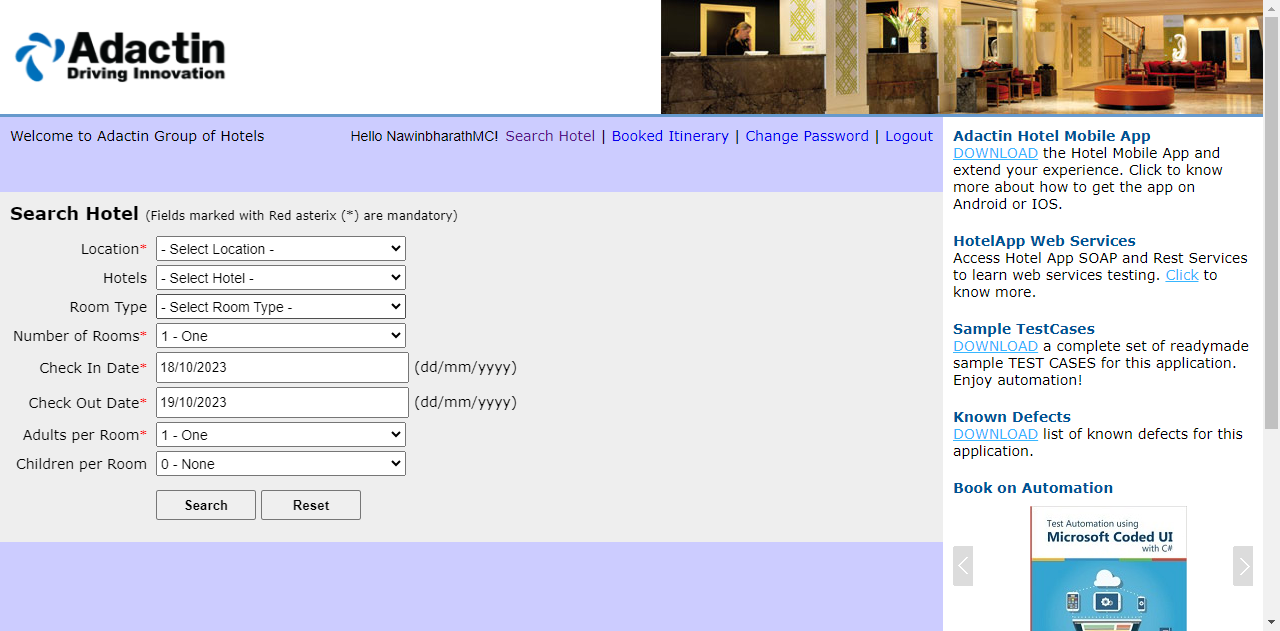 Adactin
Driving Innovation
Welcome to Adactin Group of Hotels
Hello NawinbharathMC! Search Hotel | Booked Itinerary | Change Password | Logout
Search Hotel (Fields marked with Red asterix (*) are mandatory)
Location* - Select Location -
Hotels - Select Hotel -
Room Type - Select Room Type -
Number of Rooms* 1 - One
Check In Date* 18/10/2023 (dd/mm/yyyy)
Check Out Date* 19/10/2023 (dd/mm/yyyy)
Adults per Room* 1 - One
Children per Room 0 - None
Search Reset
Adactin Hotel Mobile App
DOWNLOAD the Hotel Mobile App and
extend your experience. Click to know
more about how to get the app on
Android or IOS.
HotelApp Web Services
Access Hotel App SOAP and Rest Services
to learn web services testing. Click to
know more.
Sample TestCases
DOWNLOAD a complete set of readymade
sample TEST CASES for this application.
Enjoy automation!
Known Defects
DOWNLOAD list of known defects for this
application.
Book on Automation
Test Automation using
Microsoft Coded UI
with C#